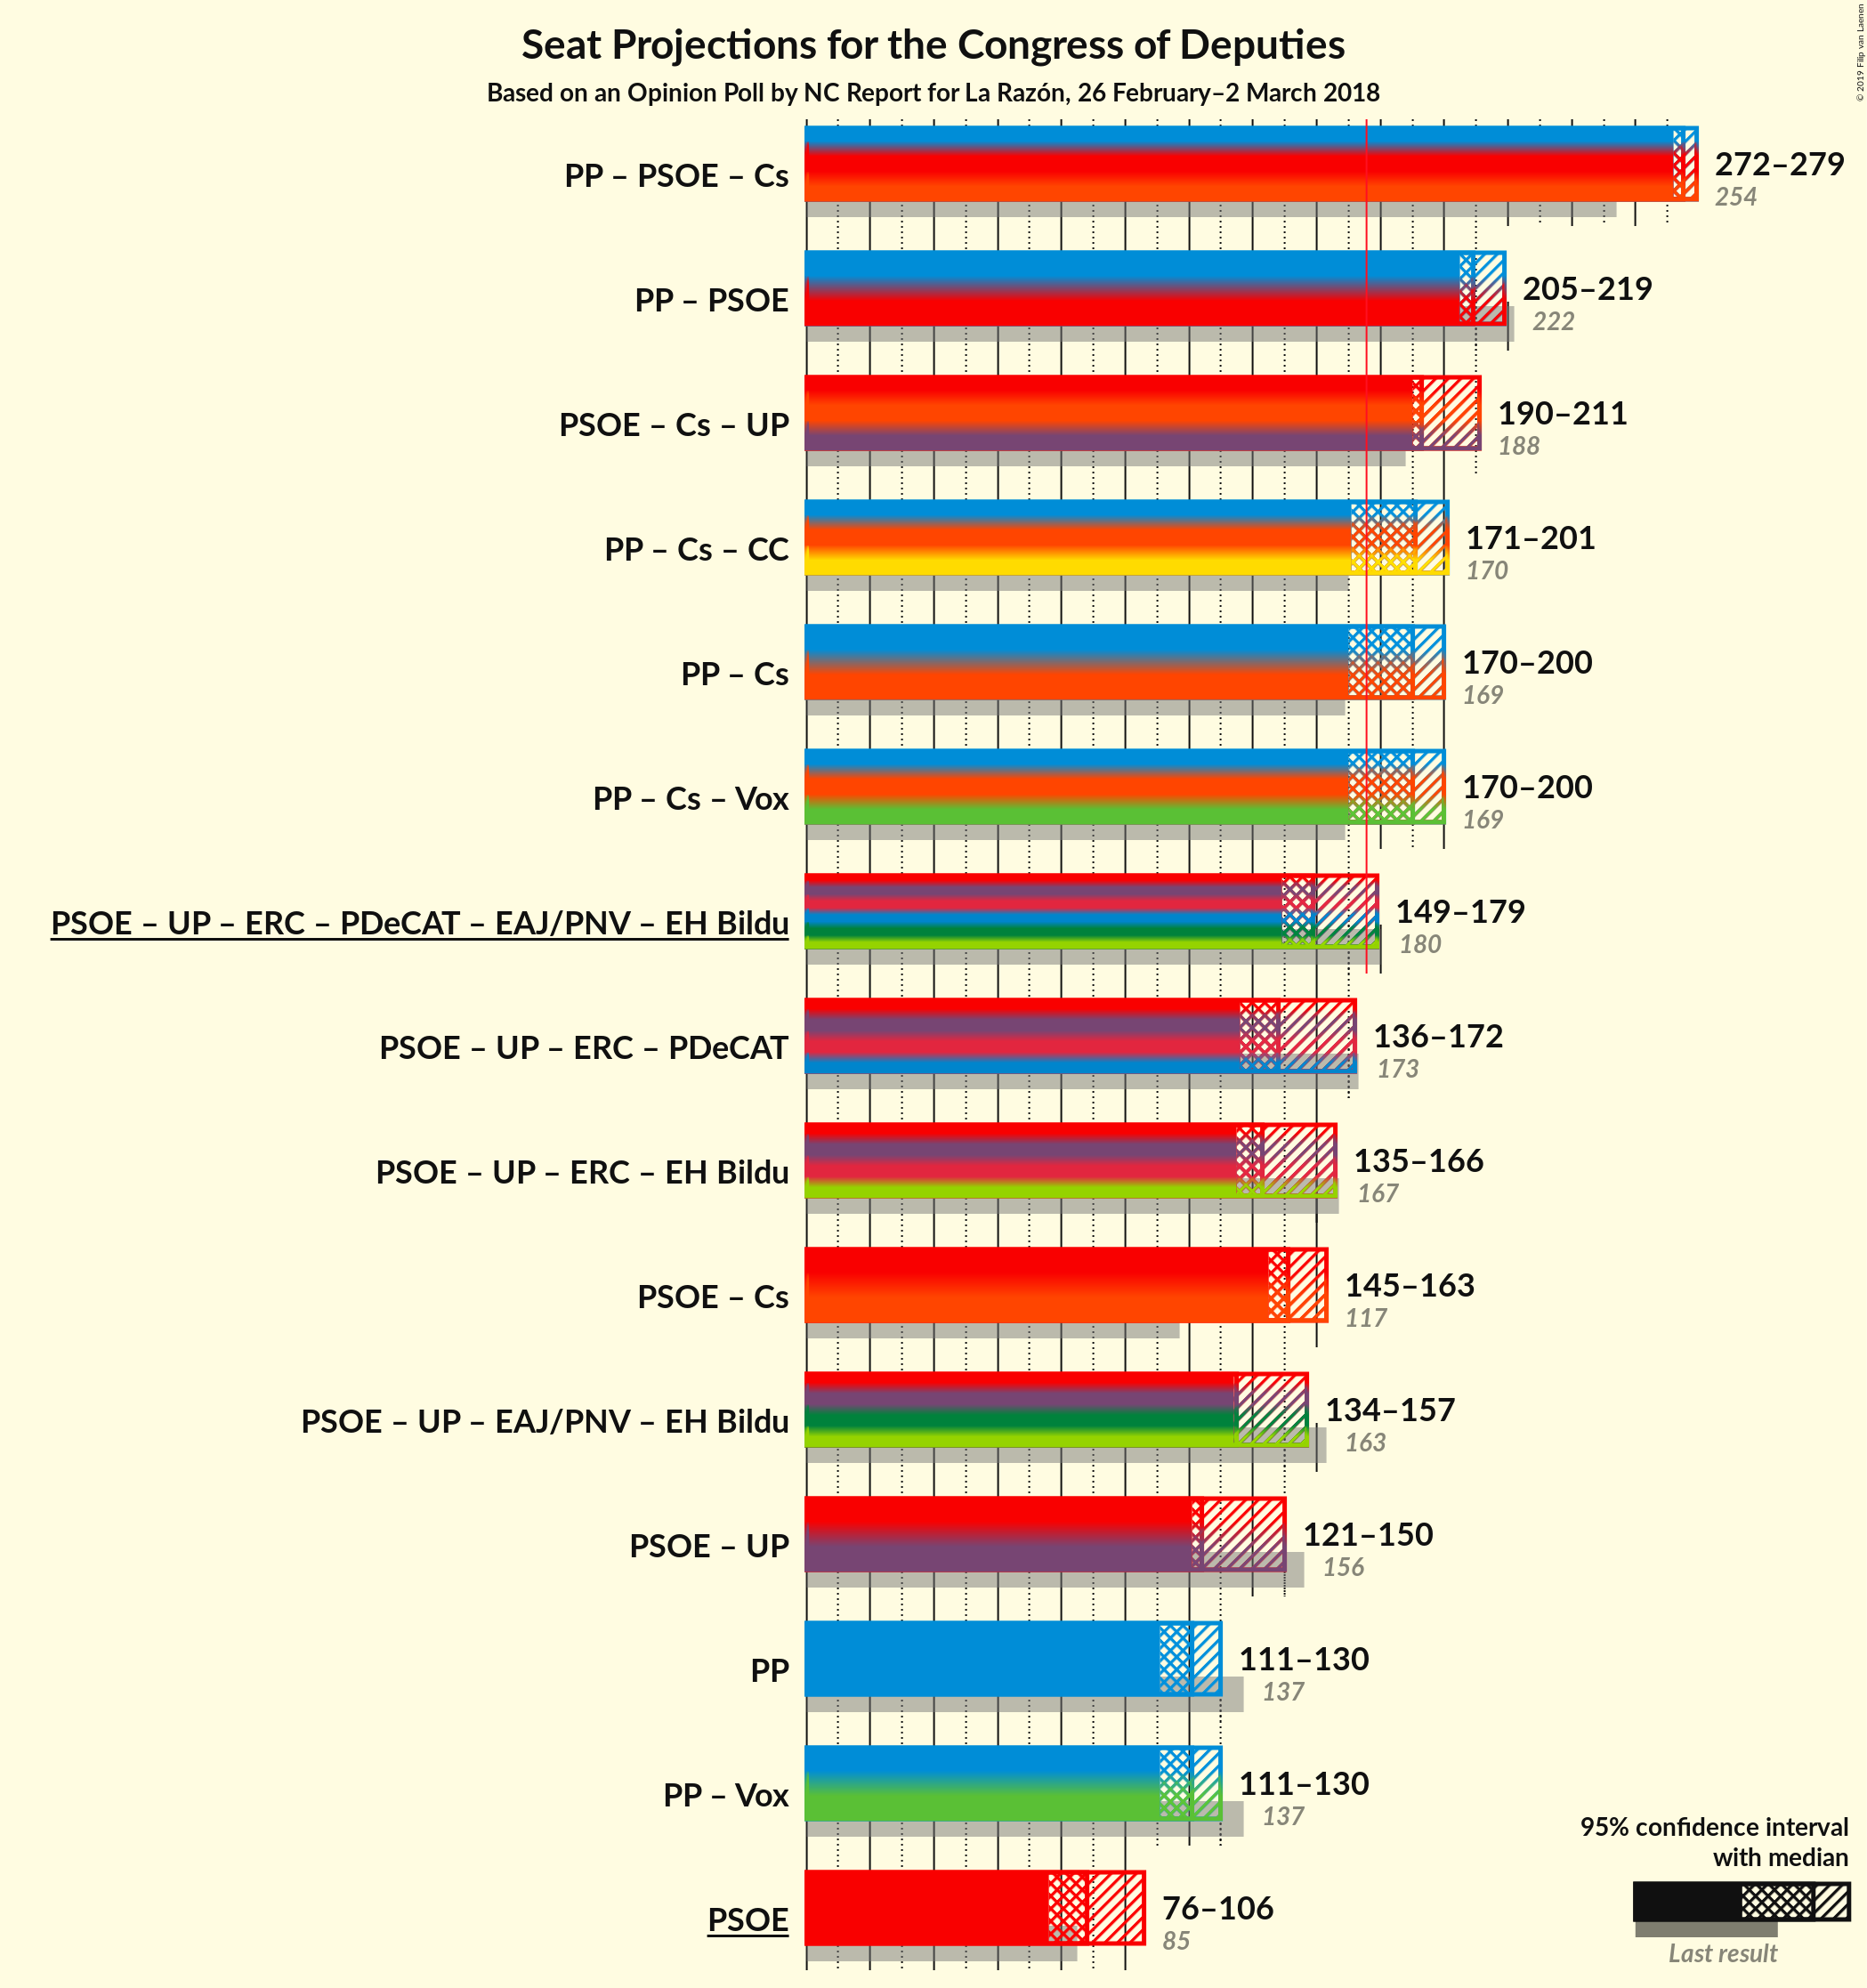 Seat Projections for the Congress of Deputies
Based on an Opinion Poll by NC Report for La Razón, 26 February–2 March 2018
© 2019 Filip van Laenen
PP – PSOE – Cs
272–279
254
PP – PSOE
205–219
222
PSOE – Cs – UP
190–211
188
PP – Cs – CC
171–201
170
PP – Cs
170–200
169
PP – Cs – Vox
170–200
169
PSOE – UP – ERC – PDeCAT – EAJ/PNV – EH Bildu
149–179
180
PSOE – UP – ERC – PDeCAT
136–172
173
PSOE – UP – ERC – EH Bildu
135–166
167
PSOE – Cs
145–163
117
PSOE – UP – EAJ/PNV – EH Bildu
134–157
163
PSOE – UP
121–150
156
PP
111–130
137
PP – Vox
111–130
137
PSOE
76–106
85
95% confidence interval
with median
Last result